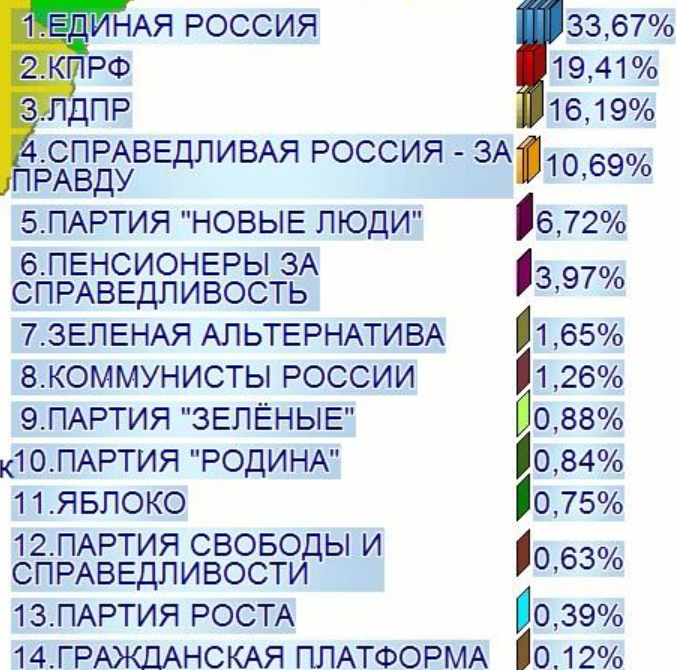 1.ЕДИНАЯ РОССИЯ 33,67%
2.КПРФ 19,41%
3.ЛДПР 16,19%
4.СПРАВЕДЛИВАЯ РОССИЯ - ЗА
ПРАВДУ 10,69%
5.ПАРТИЯ "НОВЫЕ ЛЮДИ" 6,72%
6.ПЕНСИОНЕРЫ ЗА
СПРАВЕДЛИВОСТЬ 3,97%
7.ЗЕЛЕНАЯ АЛЬТЕРНАТИВА 1,65%
8.КОММУНИСТЫ РОССИИ 1,26%
9.ПАРТИЯ "ЗЕЛЁНЫЕ" 0,88%
к 10.ПАРТИЯ "РОДИНА" 0,84%
11.ЯБЛОКО 0,75%
12.ПАРТИЯ СВОБОДЫ И
СПРАВЕДЛИВОСТИ 0,63%
13.ПАРТИЯ РОСТА 0,39%
14.ГРАЖДАНСКАЯ ПЛАТФОРМА 0,12%